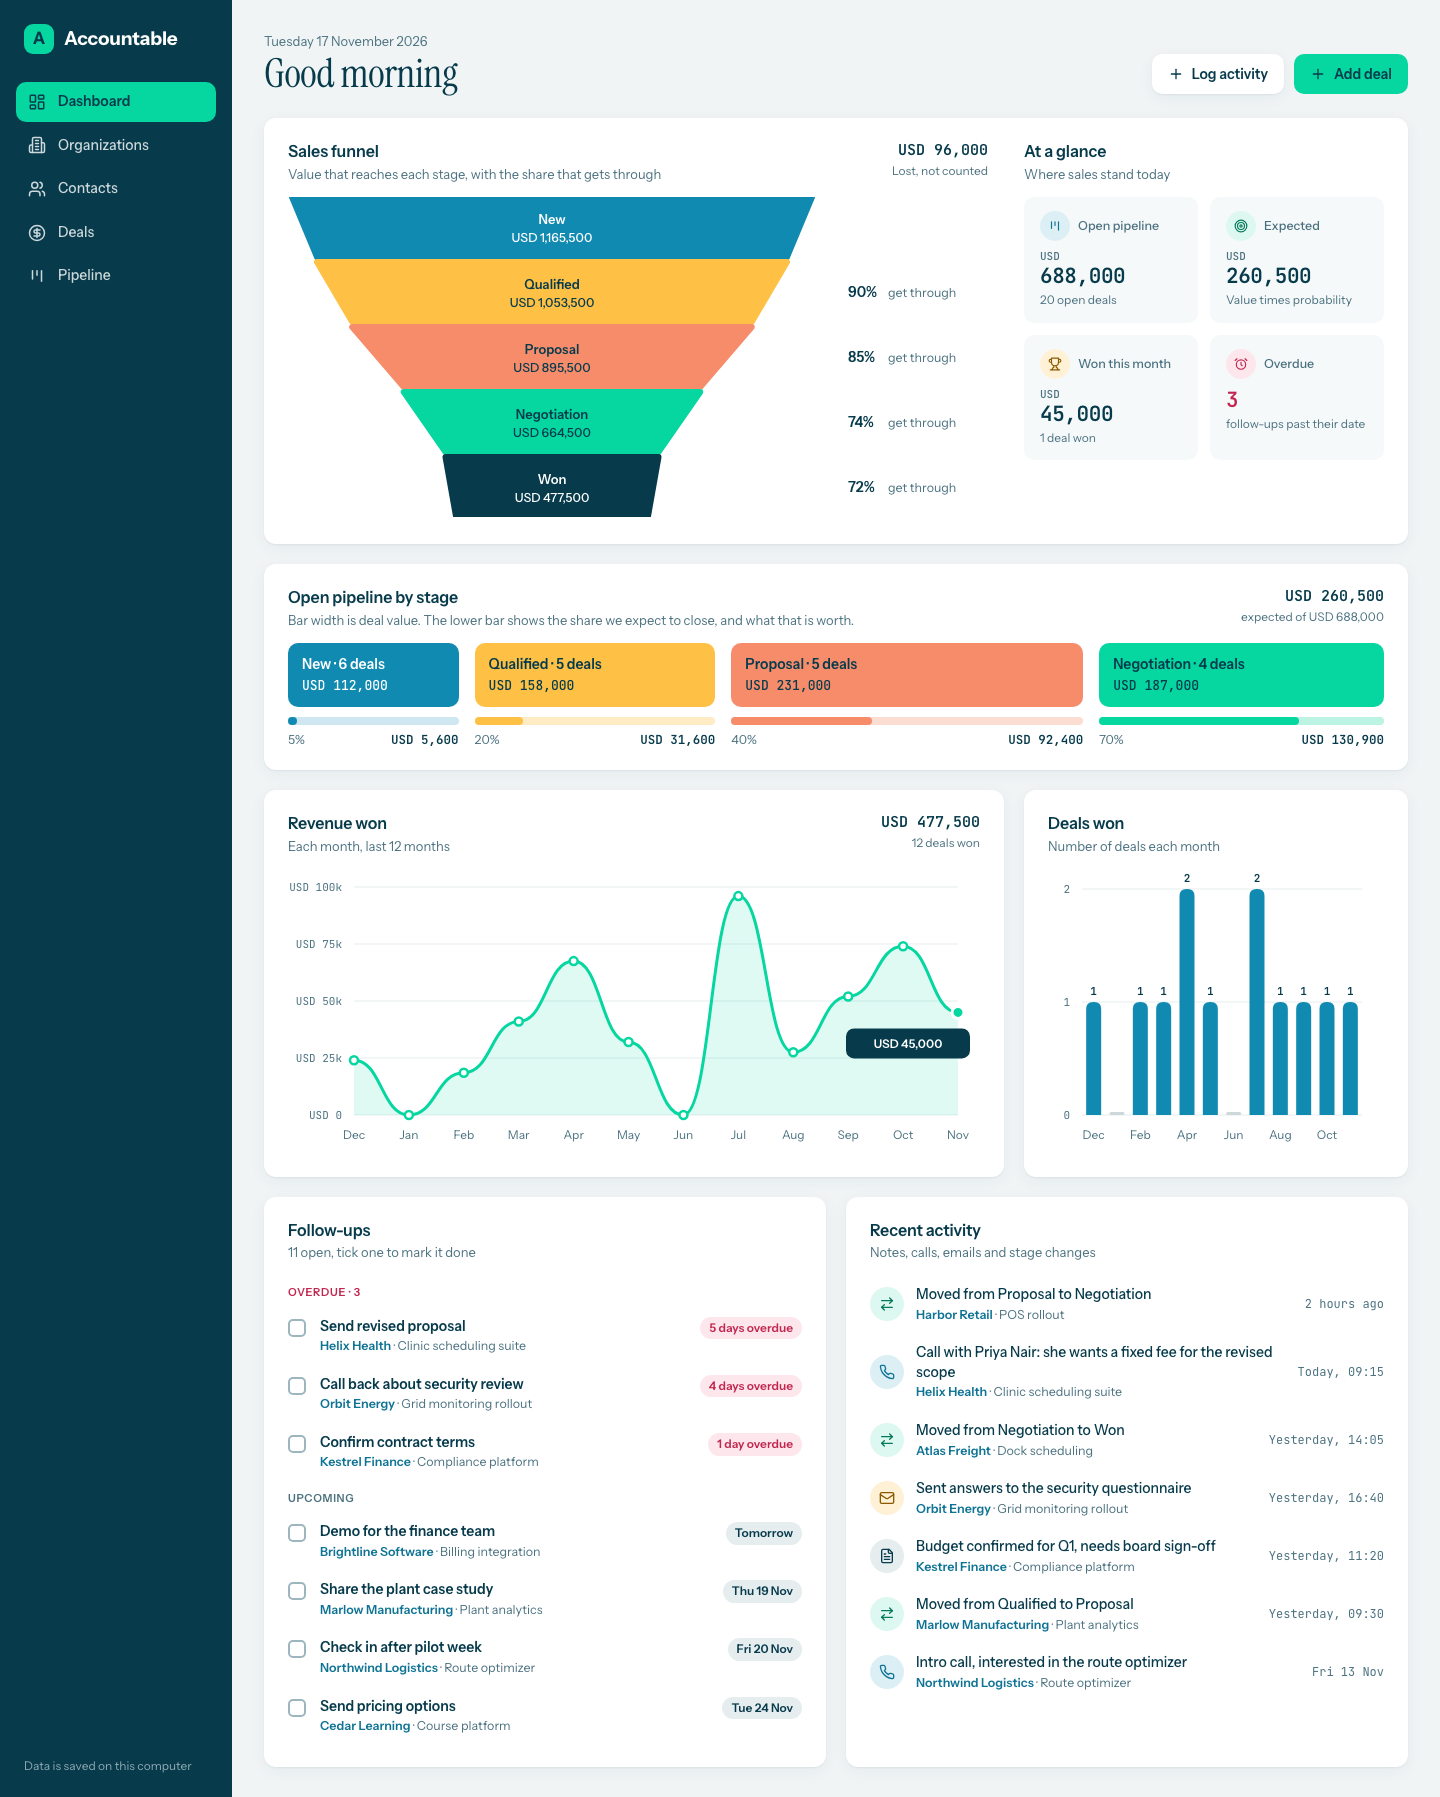 A Accountable
Dashboard
Organizations
Contacts
Deals
Pipeline
Data is saved on this computer
Tuesday 17 November 2026
Good morning
Log activity
Add deal
Sales funnel
Value that reaches each stage, with the share that gets through
USD 96,000
Lost, not counted
New
USD 1,165,500
Qualified
USD 1,053,500
90% get through
Proposal
USD 895,500
85% get through
Negotiation
USD 664,500
74% get through
Won
USD 477,500
72% get through
At a glance
Where sales stand today
Open pipeline
USD
688,000
20 open deals
Expected
USD
260,500
Value times probability
Won this month
USD
45,000
1 deal won
Overdue
3
follow-ups past their date
Open pipeline by stage
Bar width is deal value. The lower bar shows the share we expect to close, and what that is worth.
USD 260,500
expected of USD 688,000
New · 6 deals
USD 112,000
5% USD 5,600
Qualified · 5 deals
USD 158,000
20% USD 31,600
Proposal · 5 deals
USD 231,000
40% USD 92,400
Negotiation · 4 deals
USD 187,000
70% USD 130,900
Revenue won
Each month, last 12 months
USD 477,500
12 deals won
USD 100k
USD 75k
USD 50k
USD 25k
USD 0
USD 45,000
Dec Jan Feb Mar Apr May Jun Jul Aug Sep Oct Nov
Deals won
Number of deals each month
2
1
0
1 1 1 2 1 2 1 1 1 1
Dec Feb Apr Jun Aug Oct
Follow-ups
11 open, tick one to mark it done
OVERDUE · 3
Send revised proposal
Helix Health · Clinic scheduling suite
5 days overdue
Call back about security review
Orbit Energy · Grid monitoring rollout
4 days overdue
Confirm contract terms
Kestrel Finance · Compliance platform
1 day overdue
UPCOMING
Demo for the finance team
Brightline Software · Billing integration
Tomorrow
Share the plant case study
Marlow Manufacturing · Plant analytics
Thu 19 Nov
Check in after pilot week
Northwind Logistics · Route optimizer
Fri 20 Nov
Send pricing options
Cedar Learning · Course platform
Tue 24 Nov
Recent activity
Notes, calls, emails and stage changes
Moved from Proposal to Negotiation
Harbor Retail · POS rollout
2 hours ago
Call with Priya Nair: she wants a fixed fee for the revised
scope
Helix Health · Clinic scheduling suite
Today, 09:15
Moved from Negotiation to Won
Atlas Freight · Dock scheduling
Yesterday, 14:05
Sent answers to the security questionnaire
Orbit Energy · Grid monitoring rollout
Yesterday, 16:40
Budget confirmed for Q1, needs board sign-off
Kestrel Finance · Compliance platform
Yesterday, 11:20
Moved from Qualified to Proposal
Marlow Manufacturing · Plant analytics
Yesterday, 09:30
Intro call, interested in the route optimizer
Northwind Logistics · Route optimizer
Fri 13 Nov